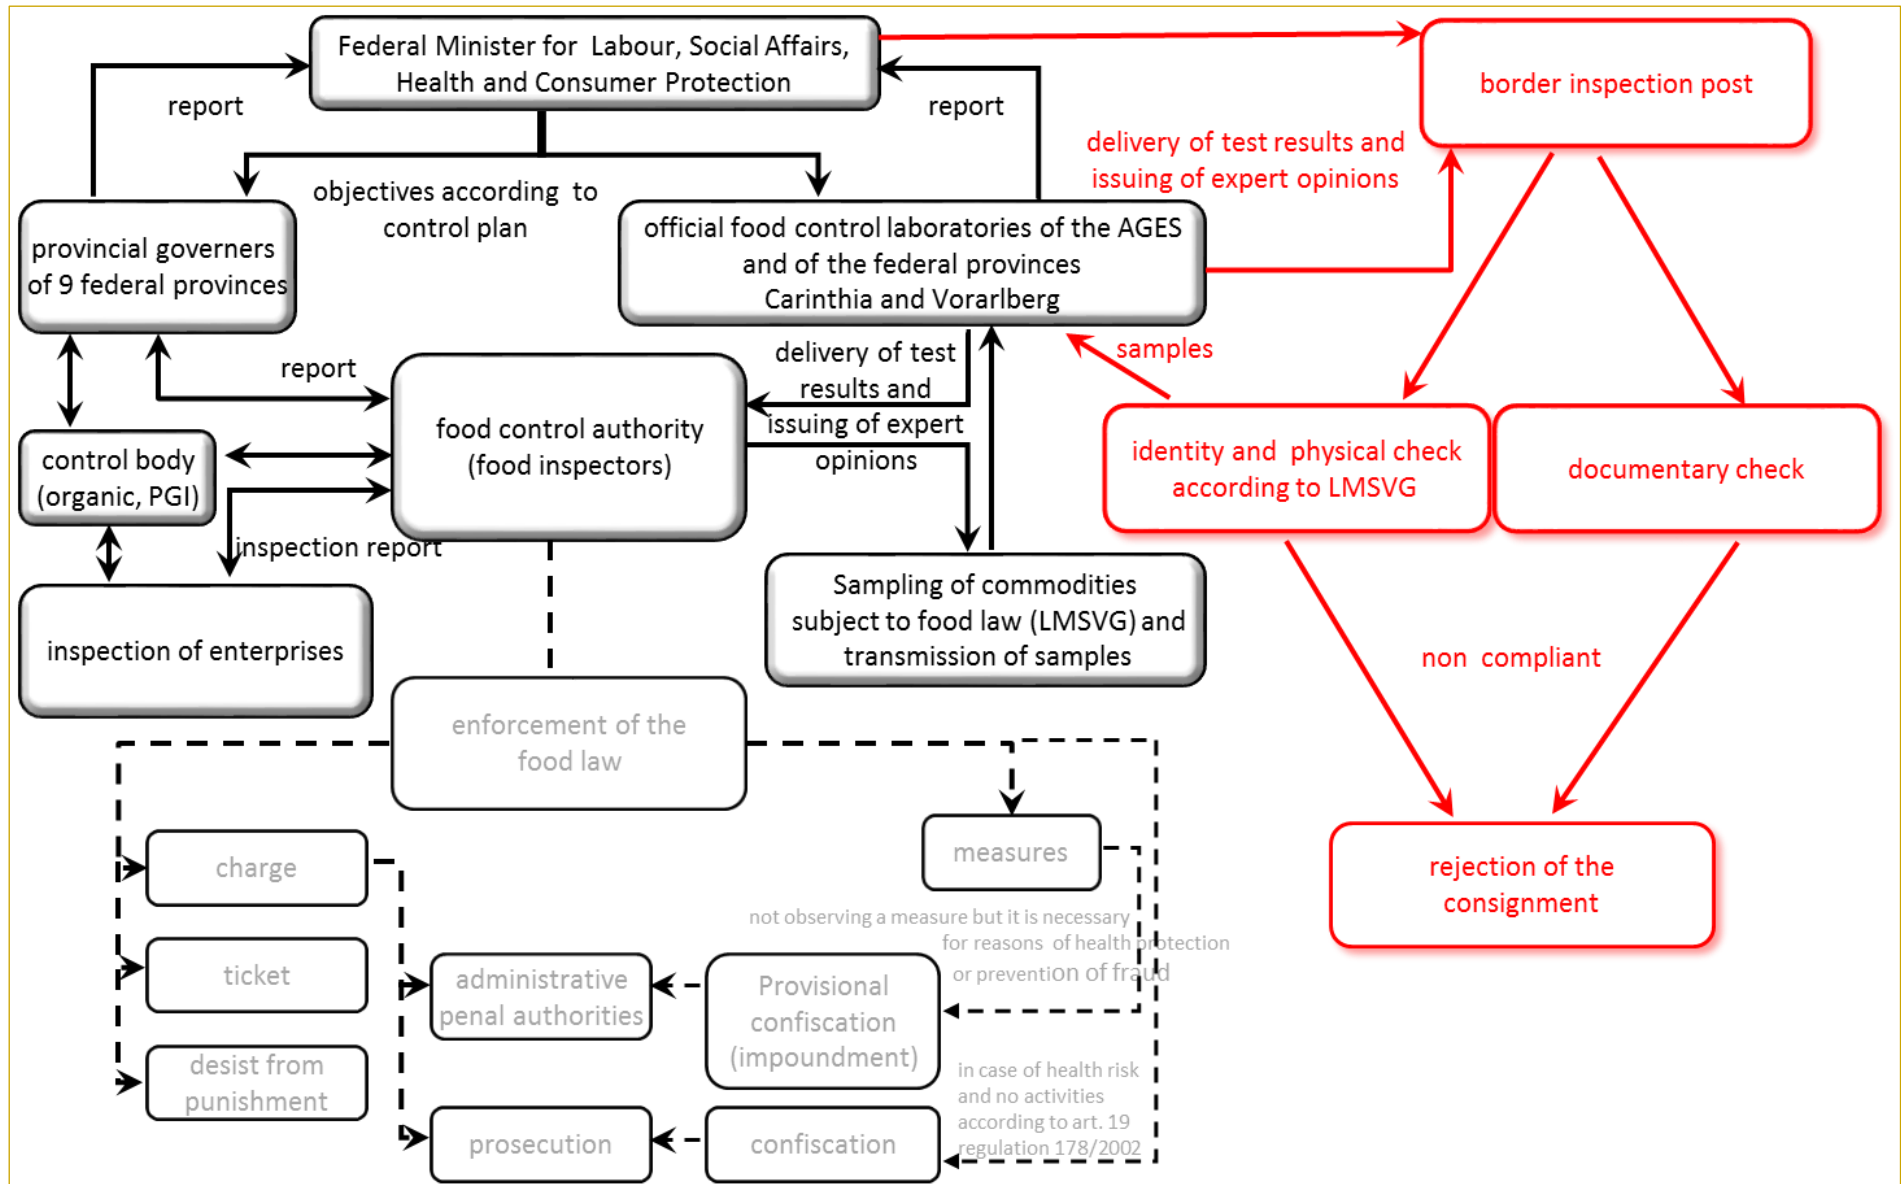 Federal Minister for Labour, Social Affairs,
Health and Consumer Protection
border inspection post
report
report
delivery of test results and
issuing of expert opinions
objectives according to
control plan
provincial governers
of 9 federal provinces
official food control laboratories of the AGES
and of the federal provinces
Carinthia and Vorarlberg
samples
report
delivery of test
results and
issuing of expert
opinions
food control authority
(food inspectors)
control body
(organic, PGI)
identity and physical check
according to LMSVG
documentary check
inspection report
inspection of enterprises
Sampling of commodities
subject to food law (LMSVG) and
transmission of samples
non compliant
enforcement of the
food law
charge
measures
rejection of the
consignment
not observing a measure but it is necessary
for reasons of health protection
or prevention of fraud
ticket
administrative
penal authorities
Provisional
confiscation
(impoundment)
desist from
punishment
in case of health risk
and no activities
according to art. 19
regulation 178/2002
prosecution
confiscation